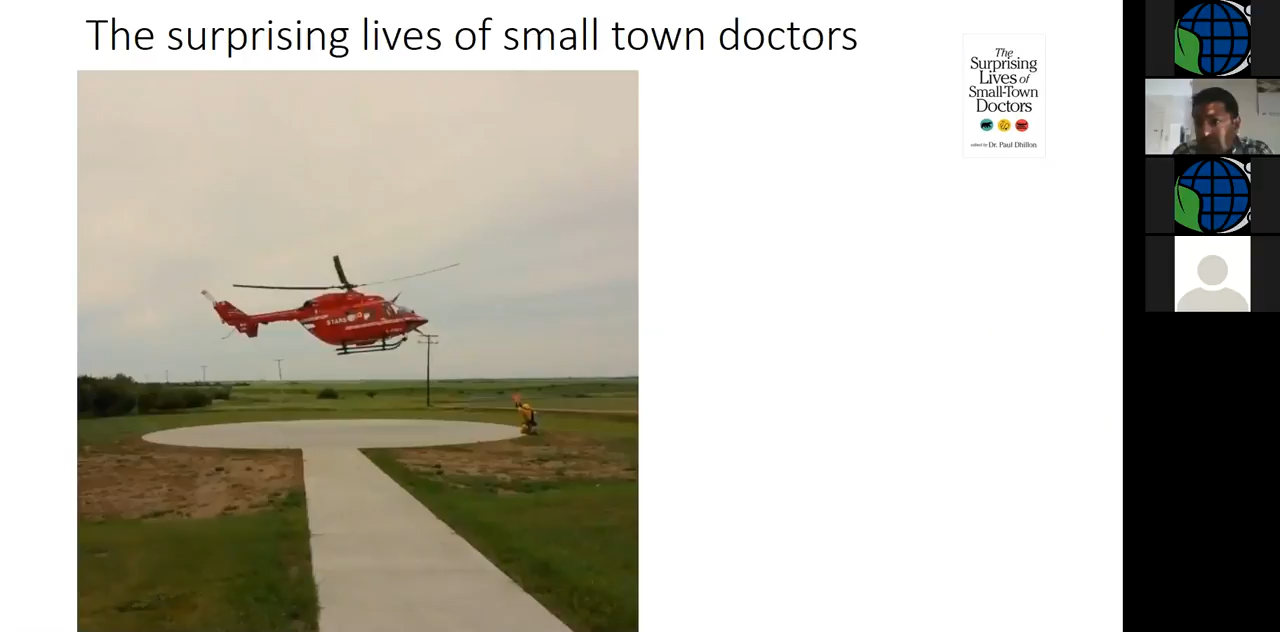 The surprising lives of small town doctors
The
Surprising
Lives of
Small-Town
Doctors
edited by Dr. Paul Dhillon
STARS